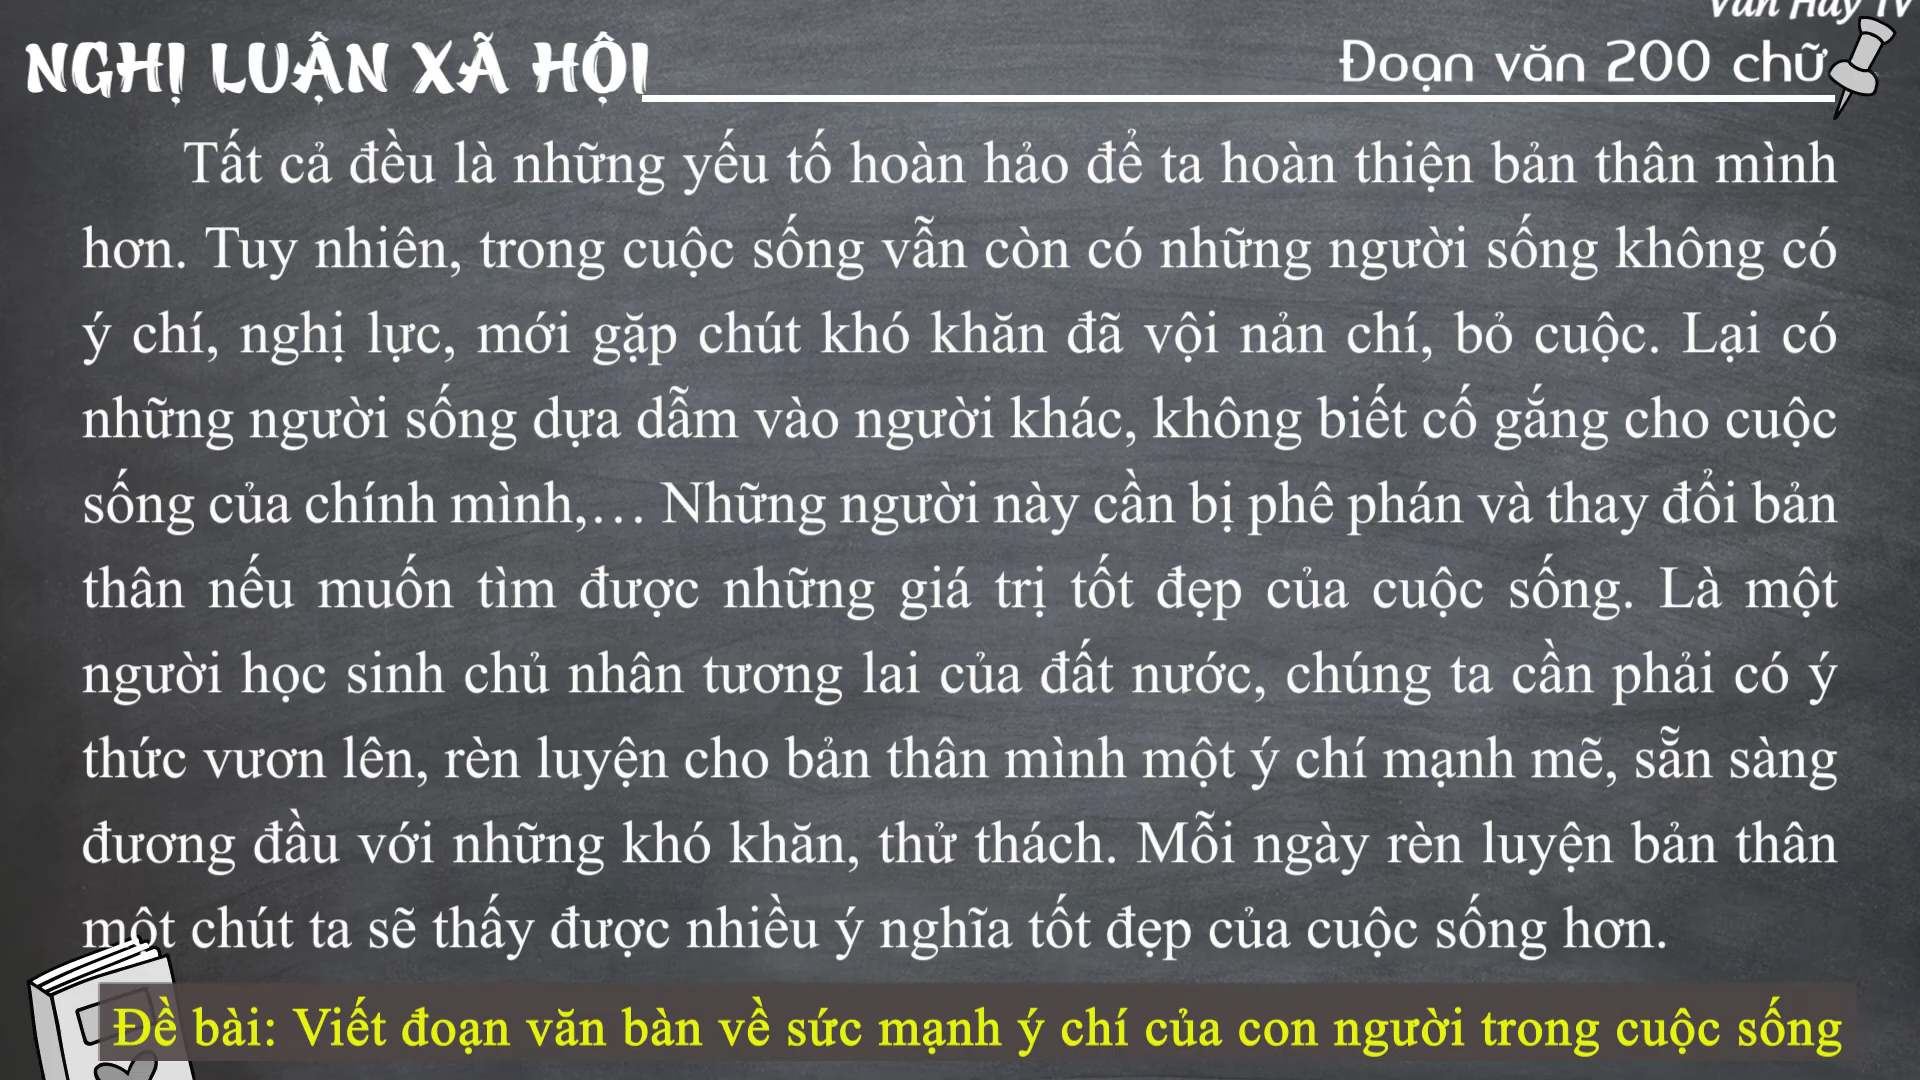 Văn Hay TV
NGHỊ LUẬN XÃ HỘI
Đoạn văn 200 chữ
Tất cả đều là những yếu tố hoàn hảo để ta hoàn thiện bản thân mình
hơn. Tuy nhiên, trong cuộc sống vẫn còn có những người sống không có
ý chí, nghị lực, mới gặp chút khó khăn đã vội nản chí, bỏ cuộc. Lại có
những người sống dựa dẫm vào người khác, không biết cố gắng cho cuộc
sống của chính mình,… Những người này cần bị phê phán và thay đổi bản
thân nếu muốn tìm được những giá trị tốt đẹp của cuộc sống. Là một
người học sinh chủ nhân tương lai của đất nước, chúng ta cần phải có ý
thức vươn lên, rèn luyện cho bản thân mình một ý chí mạnh mẽ, sẵn sàng
đương đầu với những khó khăn, thử thách. Mỗi ngày rèn luyện bản thân
một chút ta sẽ thấy được nhiều ý nghĩa tốt đẹp của cuộc sống hơn.
Đề bài: Viết đoạn văn bàn về sức mạnh ý chí của con người trong cuộc sống